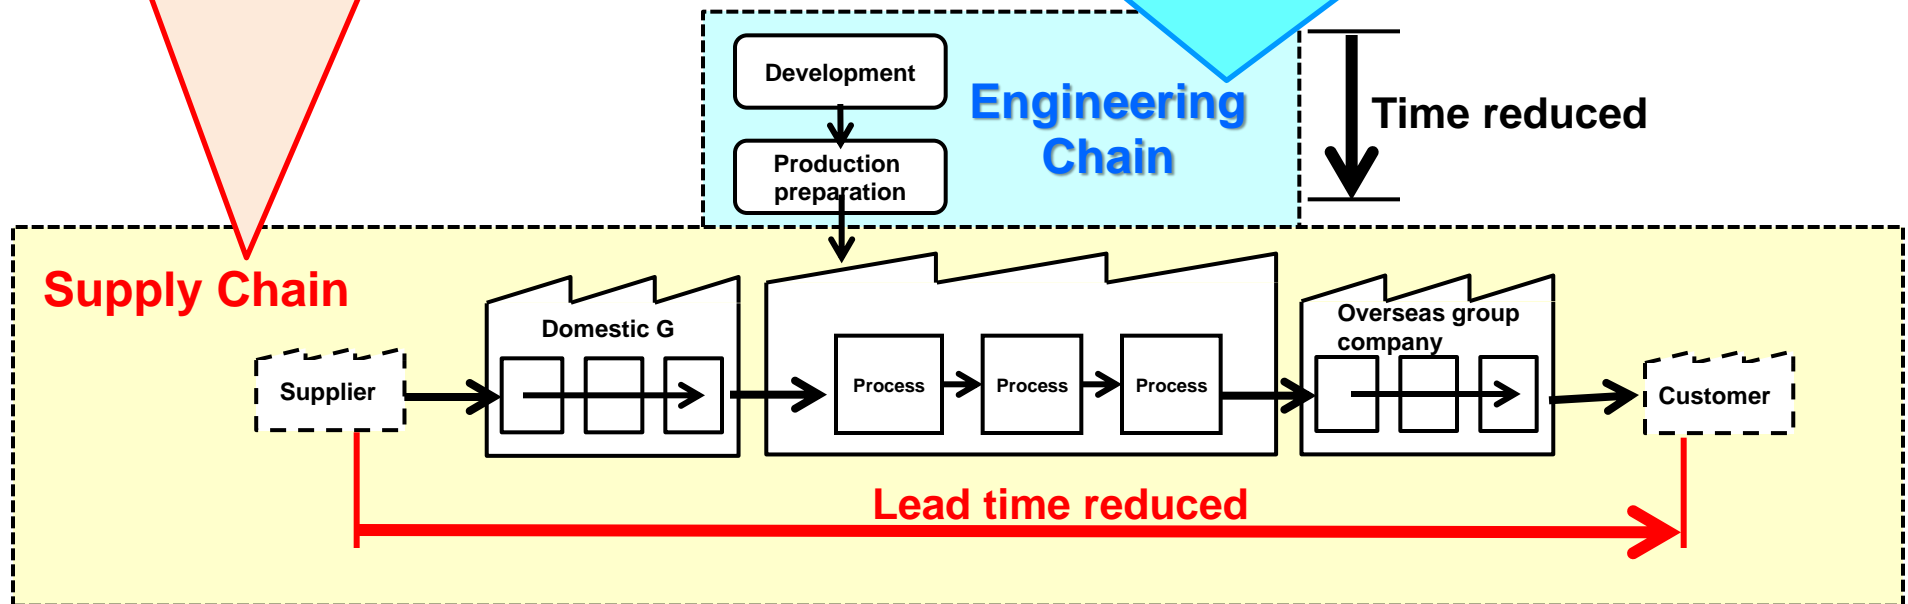 Development
Engineering
Chain
Time reduced
Production
preparation
Supply Chain
Domestic G
Overseas group
company
Supplier
Process
Process
Process
Customer
Lead time reduced